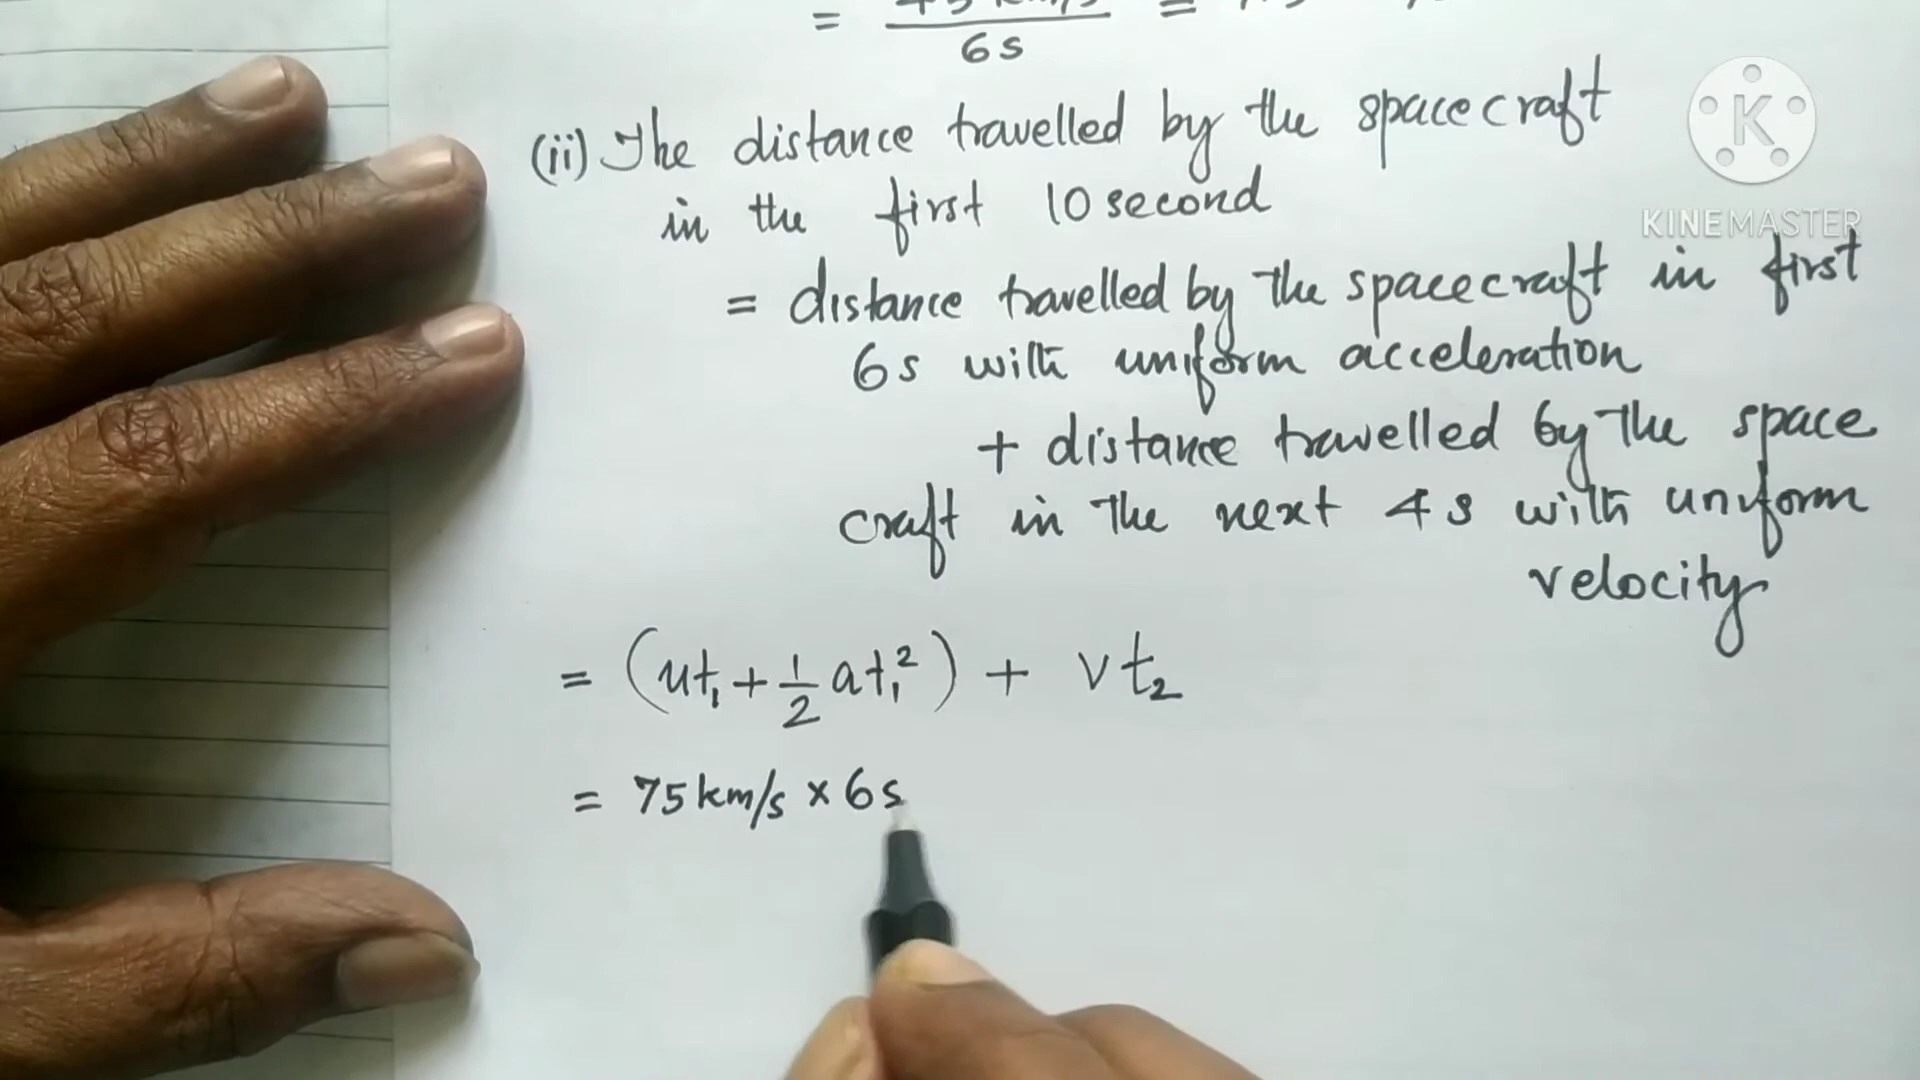 =
6s
(ii) The distance travelled by the spacecraft
in the first 10 second
= distance travelled by the spacecraft in first
6s with uniform acceleration
+ distance travelled by the space
craft in the next 4s with uniform
velocity
= (ut₁ + 1/2 at₁²) + vt₂
= 75 km/s × 6s
K
KINEMASTER